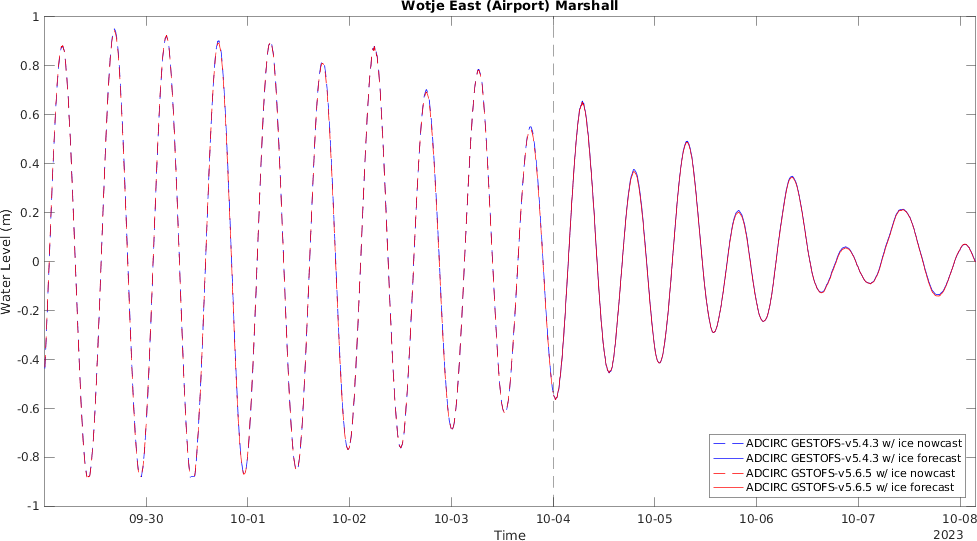 Wotje East (Airport) Marshall
Water Level (m)
1
0.8
0.6
0.4
0.2
0
-0.2
-0.4
-0.6
-0.8
-1
ADCIRC GESTOFS-v5.4.3 w/ ice nowcast
ADCIRC GESTOFS-v5.4.3 w/ ice forecast
ADCIRC GSTOFS-v5.6.5 w/ ice nowcast
ADCIRC GSTOFS-v5.6.5 w/ ice forecast
09-30 10-01 10-02 10-03 10-04 10-05 10-06 10-07 10-08
Time
2023